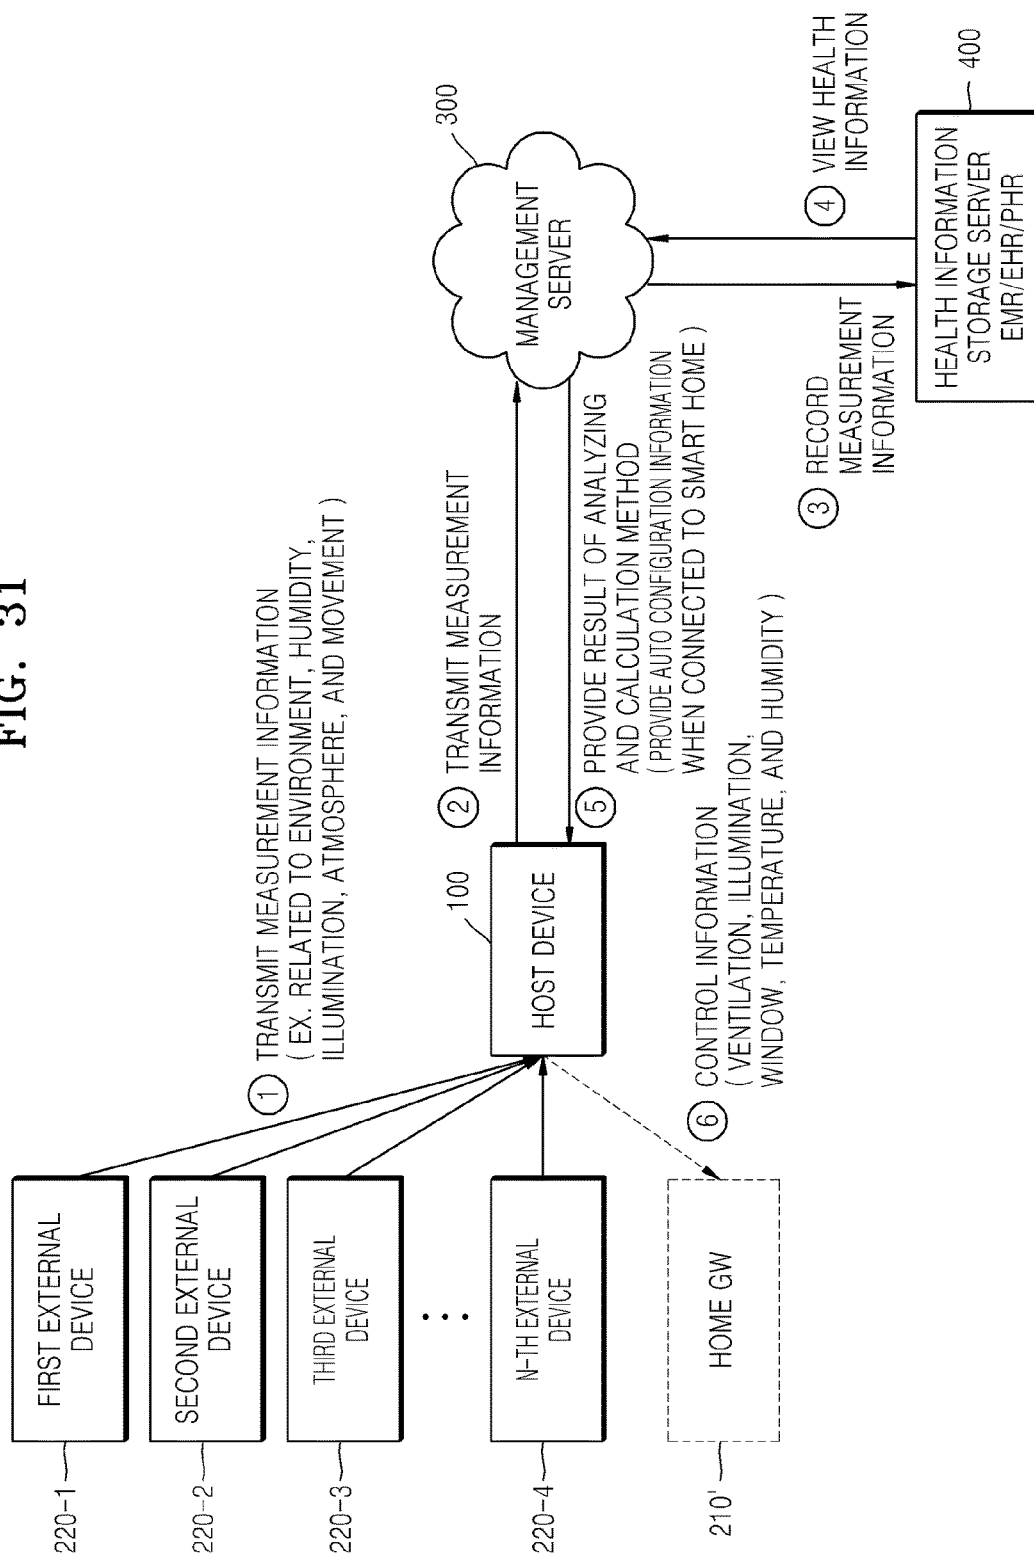 FIG. 31
220-1
FIRST EXTERNAL
DEVICE
220-2
SECOND EXTERNAL
DEVICE
220-3
THIRD EXTERNAL
DEVICE
220-4
N-TH EXTERNAL
DEVICE
210'
HOME GW
1 TRANSMIT MEASUREMENT INFORMATION
( EX. RELATED TO ENVIRONMENT, HUMIDITY,
ILLUMINATION, ATMOSPHERE, AND MOVEMENT )
100
HOST DEVICE
6 CONTROL INFORMATION
( VENTILATION, ILLUMINATION,
WINDOW, TEMPERATURE, AND HUMIDITY )
2 TRANSMIT MEASUREMENT
INFORMATION
5 PROVIDE RESULT OF ANALYZING
AND CALCULATION METHOD
( PROVIDE AUTO CONFIGURATION INFORMATION
WHEN CONNECTED TO SMART HOME )
300
MANAGEMENT
SERVER
3 RECORD
MEASUREMENT
INFORMATION
4 VIEW HEALTH
INFORMATION
400
HEALTH INFORMATION
STORAGE SERVER
EMR/EHR/PHR